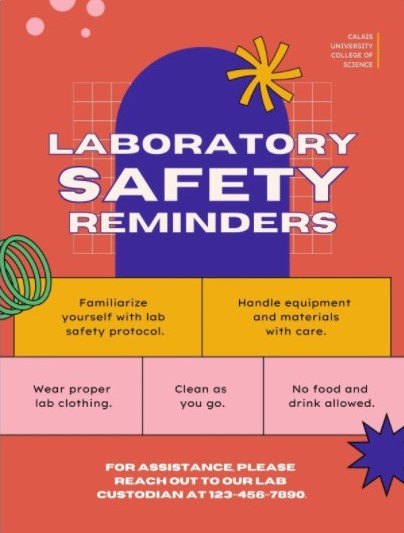 CALAIS
UNIVERSITY
COLLEGE OF
SCIENCE
LABORATORY
SAFETY
REMINDERS
Familiarize
yourself with lab
safety protocol.
Handle equipment
and materials
with care.
Wear proper
lab clothing.
Clean as
you go.
No food and
drink allowed.
FOR ASSISTANCE, PLEASE
REACH OUT TO OUR LAB
CUSTODIAN AT 123-456-7890.